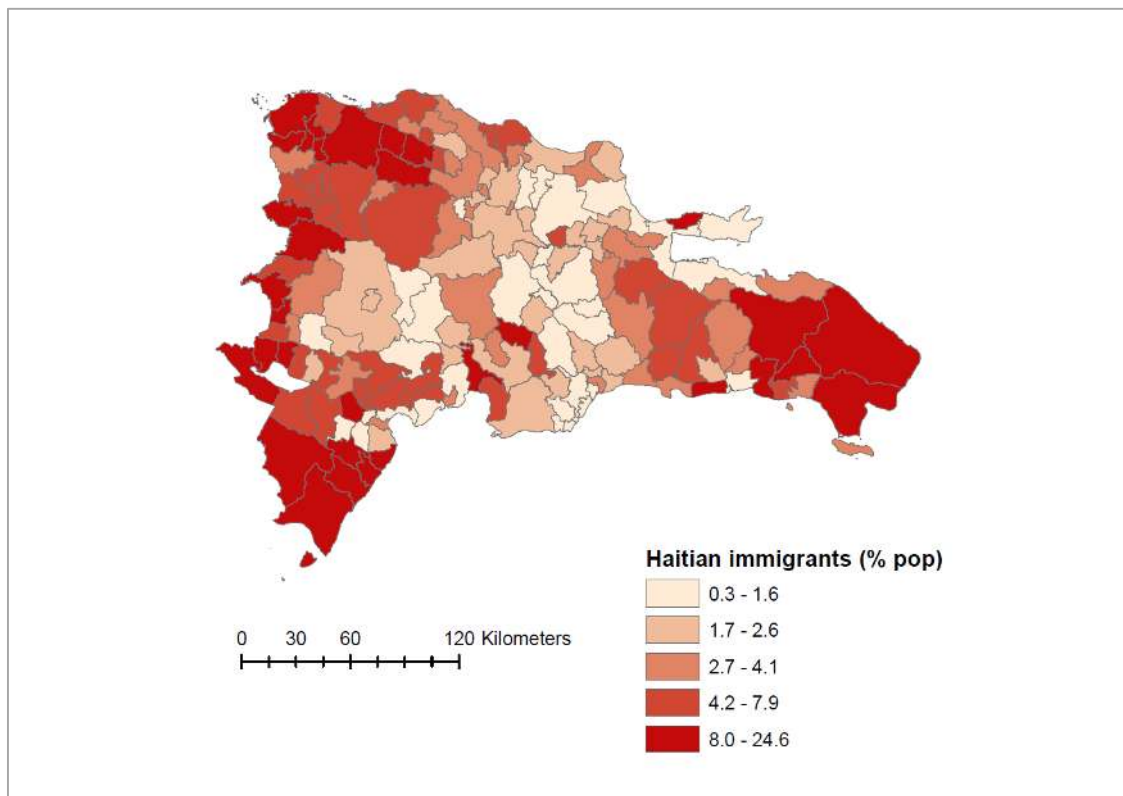 Haitian immigrants (% pop)
0.3 - 1.6
1.7 - 2.6
2.7 - 4.1
4.2 - 7.9
8.0 - 24.6
0 30 60 120 Kilometers